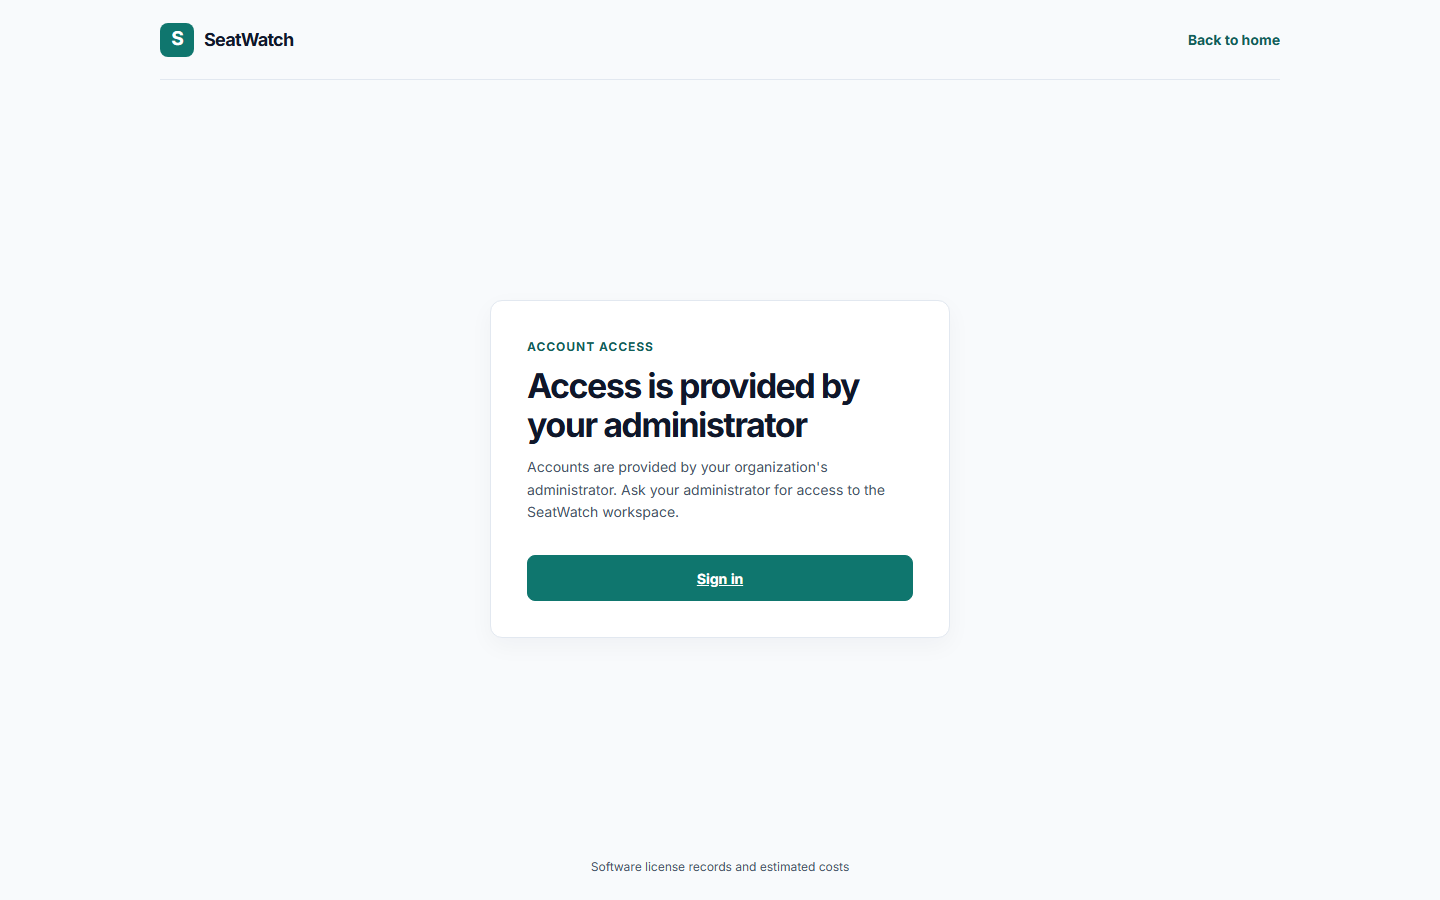 S SeatWatch
Back to home
ACCOUNT ACCESS
Access is provided by
your administrator
Accounts are provided by your organization's
administrator. Ask your administrator for access to the
SeatWatch workspace.
Sign in
Software license records and estimated costs